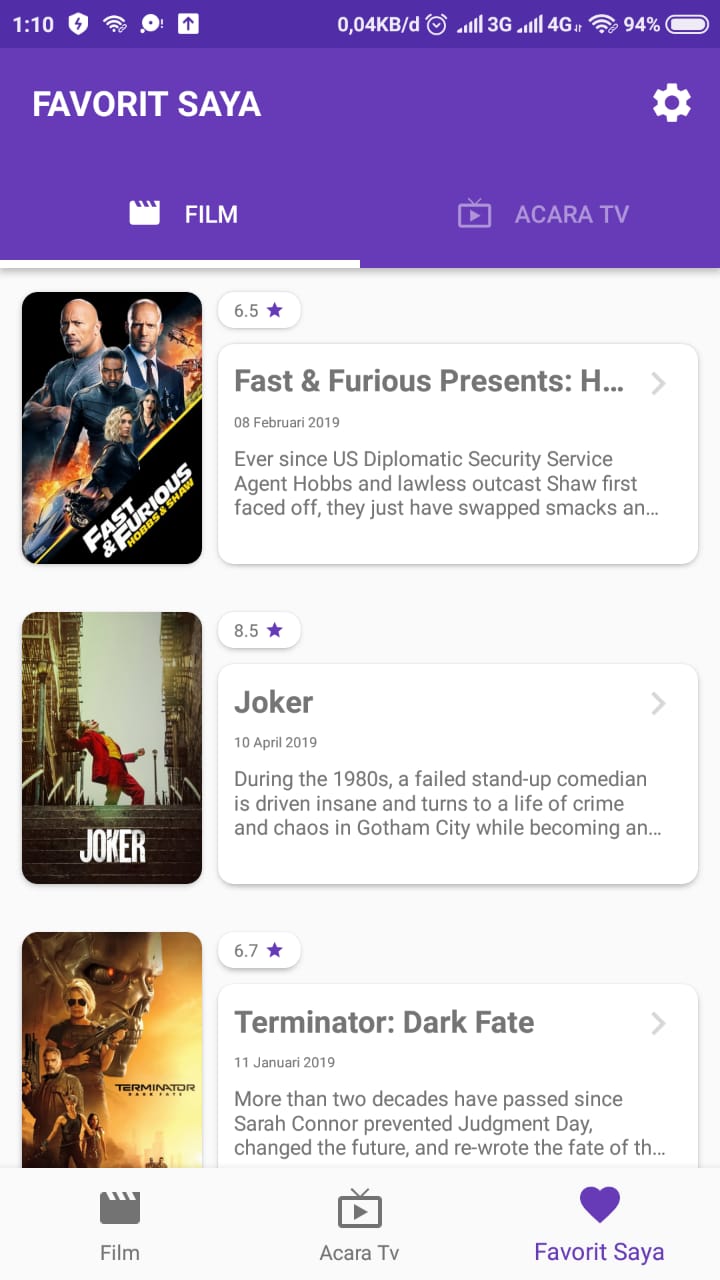 1:10
0,04KB/d 3G 4G 94%
FAVORIT SAYA
FILM
ACARA TV
6.5
FAST
& FURIOUS
HOBBS & SHAW
Fast & Furious Presents: H...
08 Februari 2019
Ever since US Diplomatic Security Service
Agent Hobbs and lawless outcast Shaw first
faced off, they just have swapped smacks an...
8.5
JOKER
Joker
10 April 2019
During the 1980s, a failed stand-up comedian
is driven insane and turns to a life of crime
and chaos in Gotham City while becoming an...
6.7
TERMINATOR
DARK FATE
Terminator: Dark Fate
11 Januari 2019
More than two decades have passed since
Sarah Connor prevented Judgment Day,
changed the future, and re-wrote the fate of th...
Film
Acara Tv
Favorit Saya